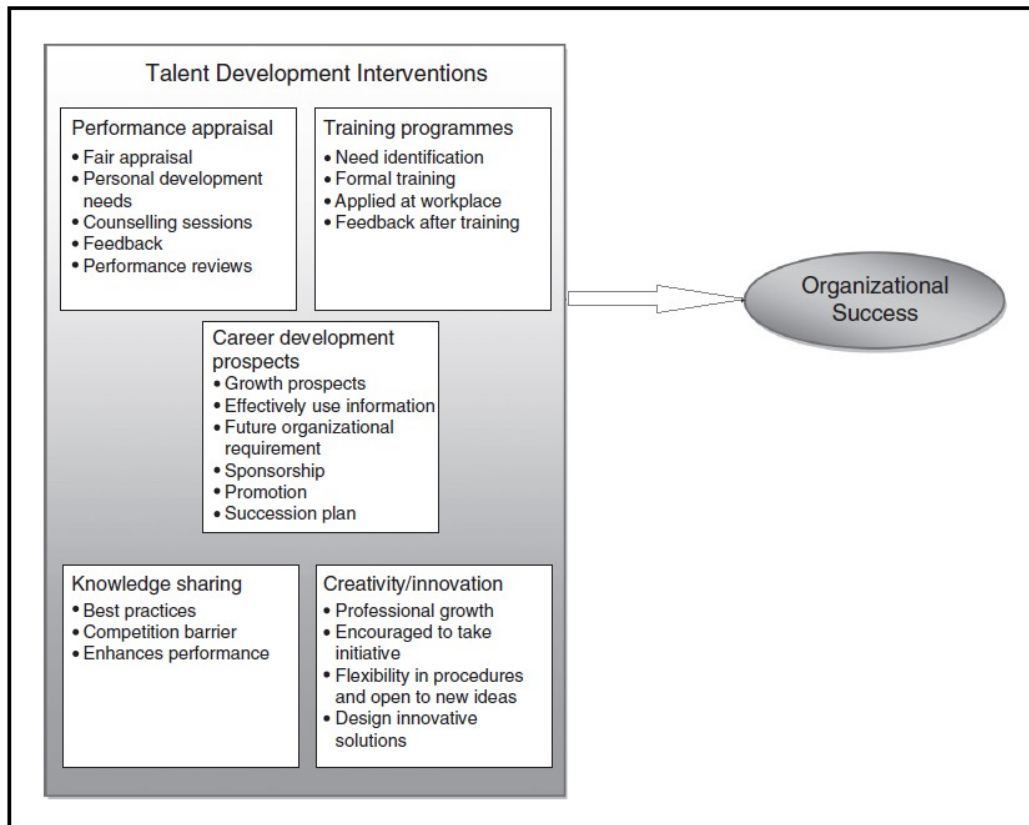 Talent Development Interventions
Performance appraisal
• Fair appraisal
• Personal development
needs
• Counselling sessions
• Feedback
• Performance reviews
Training programmes
• Need identification
• Formal training
• Applied at workplace
• Feedback after training
Career development
prospects
• Growth prospects
• Effectively use information
• Future organizational
requirement
• Sponsorship
• Promotion
• Succession plan
Knowledge sharing
• Best practices
• Competition barrier
• Enhances performance
Creativity/innovation
• Professional growth
• Encouraged to take
initiative
• Flexibility in procedures
and open to new ideas
• Design innovative
solutions
Organizational
Success